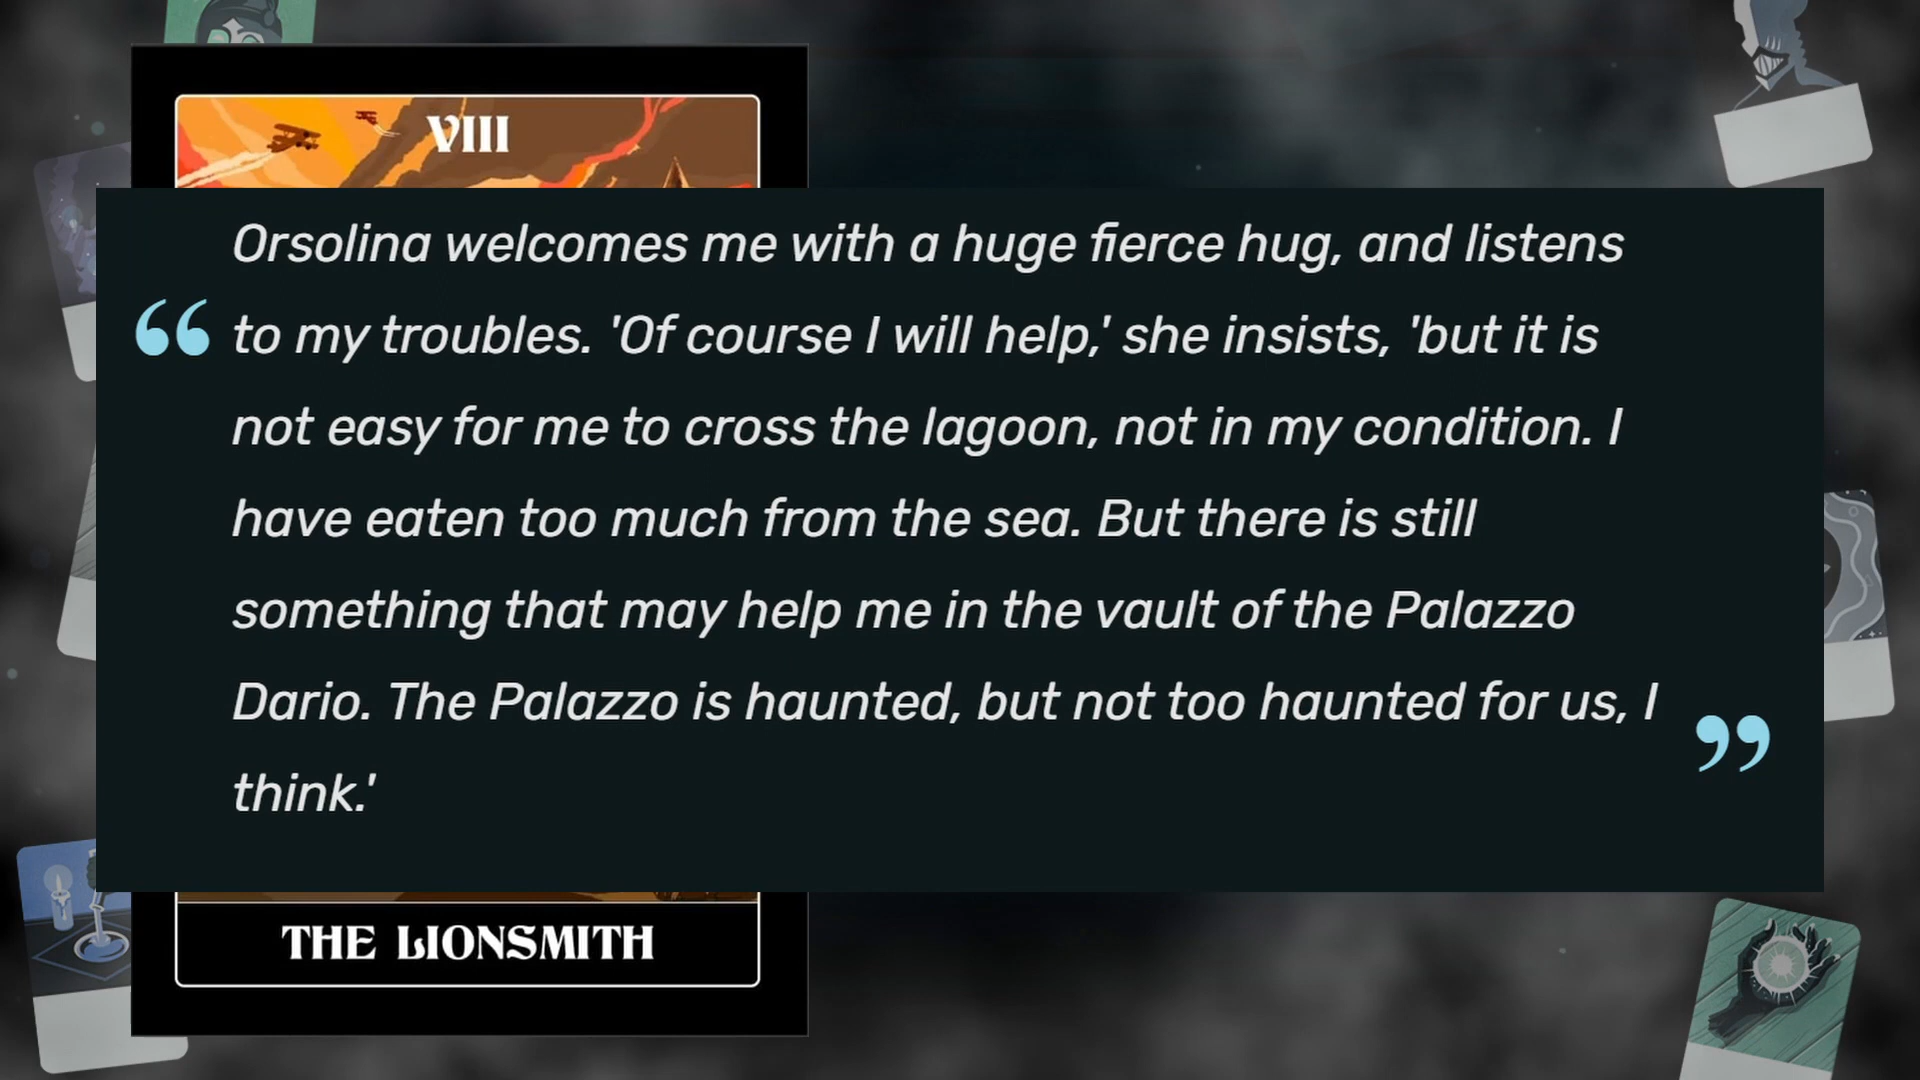 VIII
“
Orsolina welcomes me with a huge fierce hug, and listens
to my troubles. 'Of course I will help,' she insists, 'but it is
not easy for me to cross the lagoon, not in my condition. I
have eaten too much from the sea. But there is still
something that may help me in the vault of the Palazzo
Dario. The Palazzo is haunted, but not too haunted for us, I
think.'
”
THE LIONSMITH